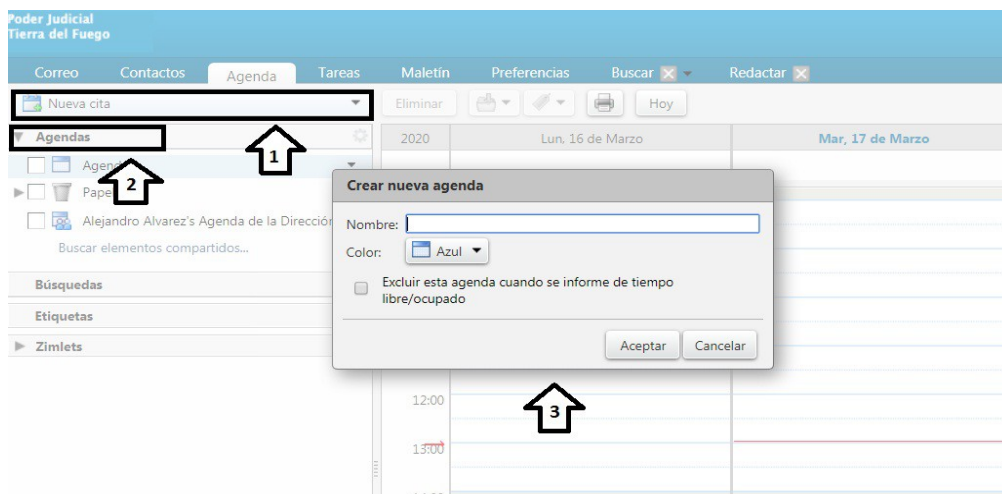 Poder Judicial
Tierra del Fuego
Correo Contactos Agenda Tareas Maletín Preferencias Buscar Redactar
Nueva cita Eliminar Hoy
Agendas 2020 Lun, 16 de Marzo Mar, 17 de Marzo
1
2
Alejandro Alvarez's Agenda de la Dirección
Buscar elementos compartidos...
Búsquedas
Etiquetas
Zimlets
Crear nueva agenda
Nombre:
Color: Azul
Excluir esta agenda cuando se informe de tiempo
libre/ocupado
Aceptar Cancelar
12:00
3
13:00